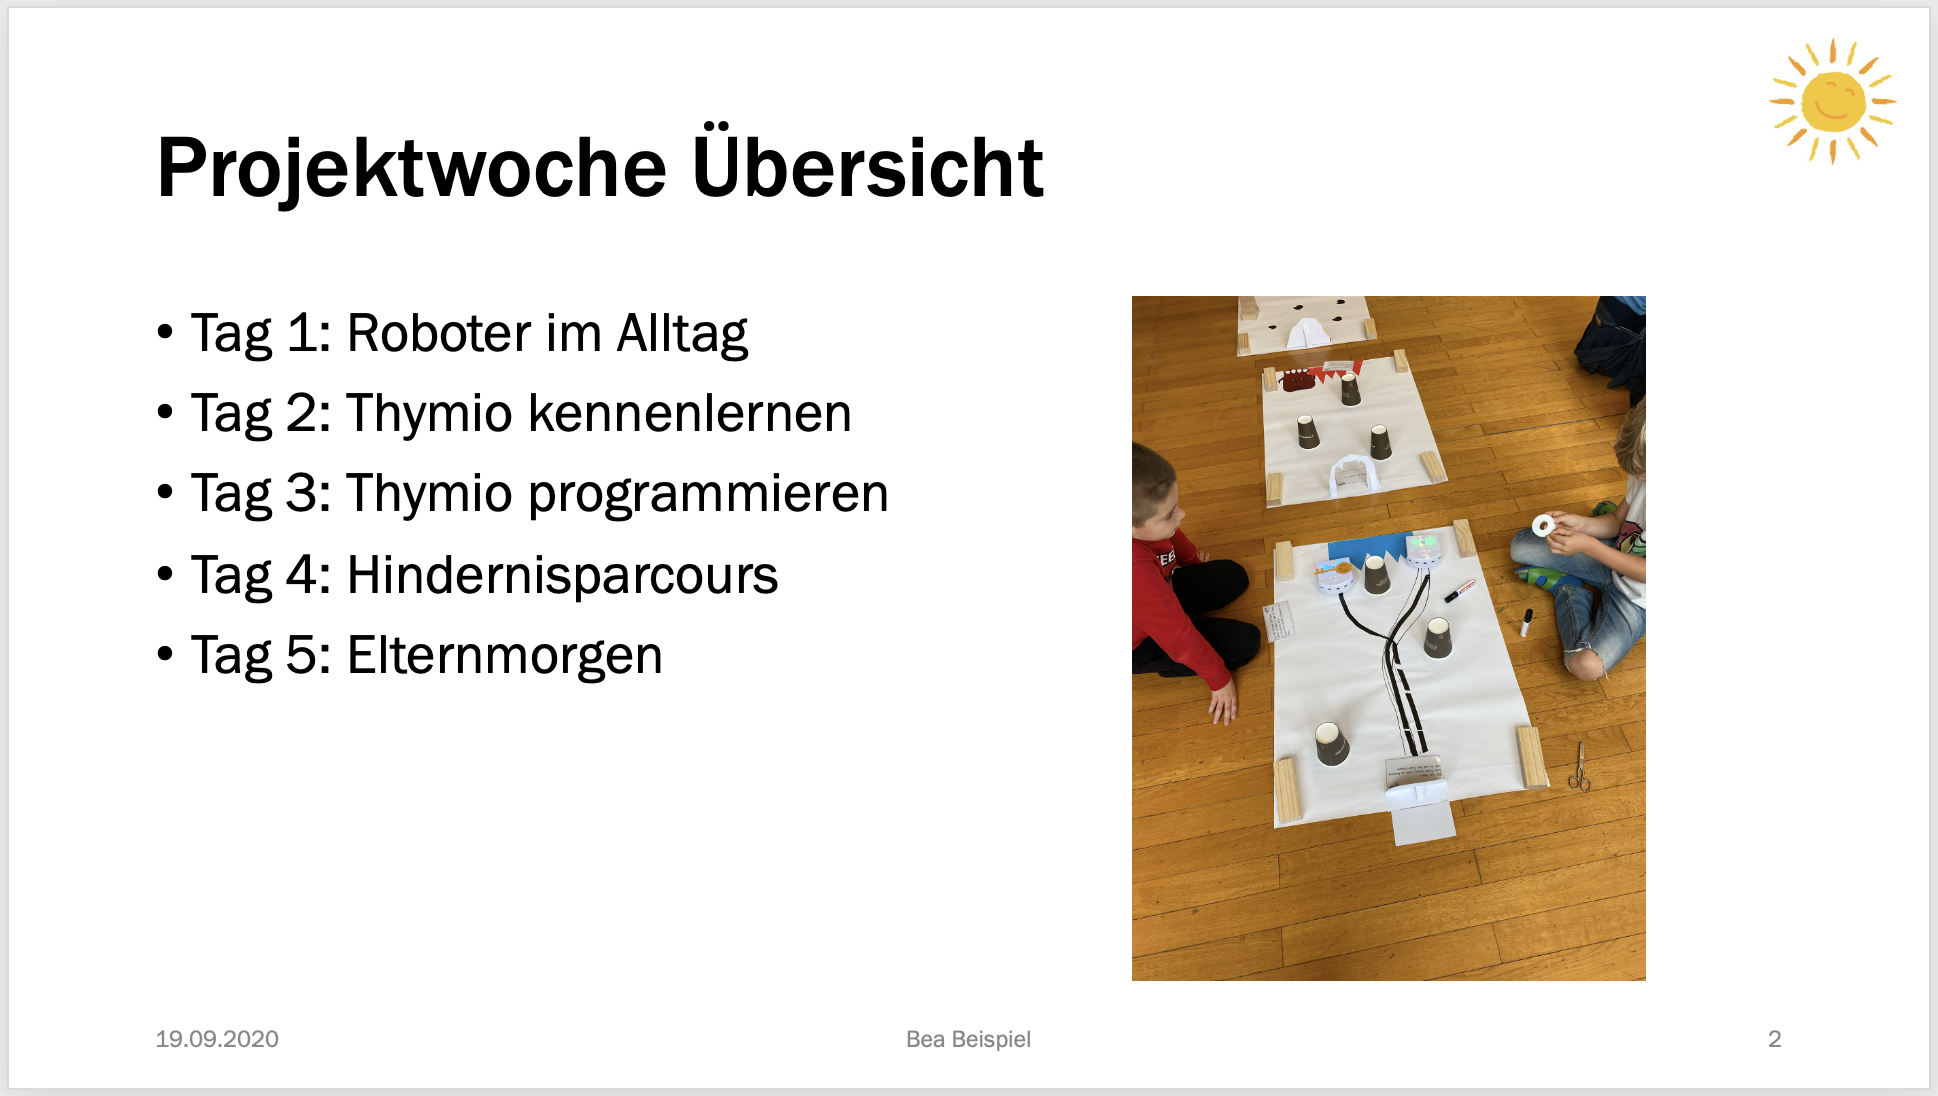 Projektwoche Übersicht
• Tag 1: Roboter im Alltag
• Tag 2: Thymio kennenlernen
• Tag 3: Thymio programmieren
• Tag 4: Hindernisparcours
• Tag 5: Elternmorgen
19.09.2020
Bea Beispiel
2